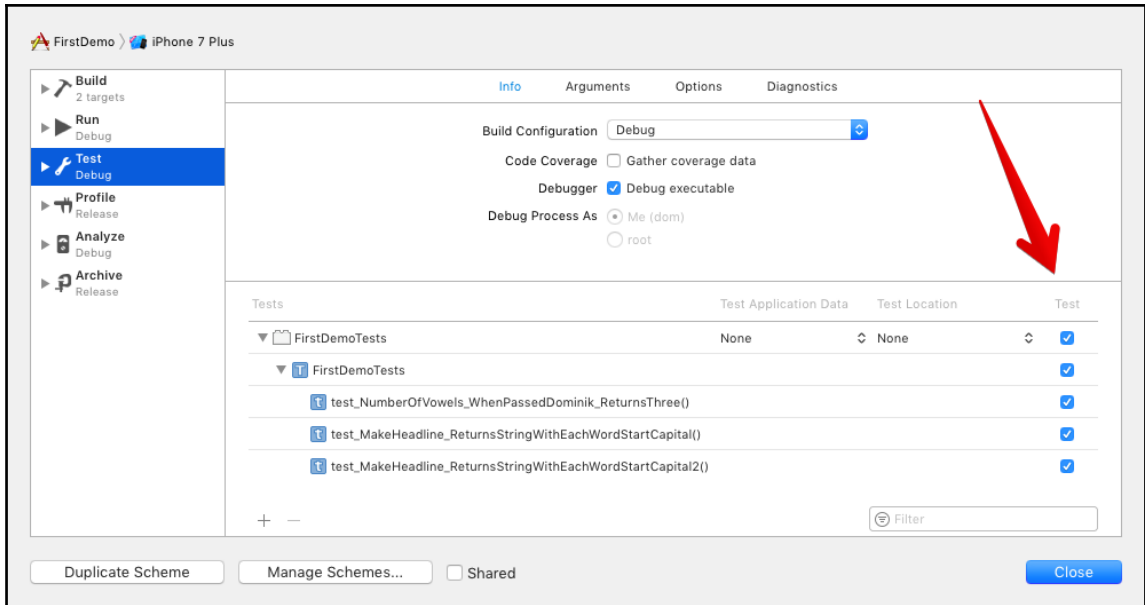 FirstDemo iPhone 7 Plus
Build
2 targets
Run
Debug
Test
Debug
Profile
Release
Analyze
Debug
Archive
Release
Info Arguments Options Diagnostics
Build Configuration Debug
Code Coverage Gather coverage data
Debugger Debug executable
Debug Process As Me (dom)
root
Tests Test Application Data Test Location Test
FirstDemoTests None None
T FirstDemoTests
t test_NumberOfVowels_WhenPassedDominik_ReturnsThree()
t test_MakeHeadline_ReturnsStringWithEachWordStartCapital()
t test_MakeHeadline_ReturnsStringWithEachWordStartCapital2()
+ − Filter
Duplicate Scheme Manage Schemes... Shared Close